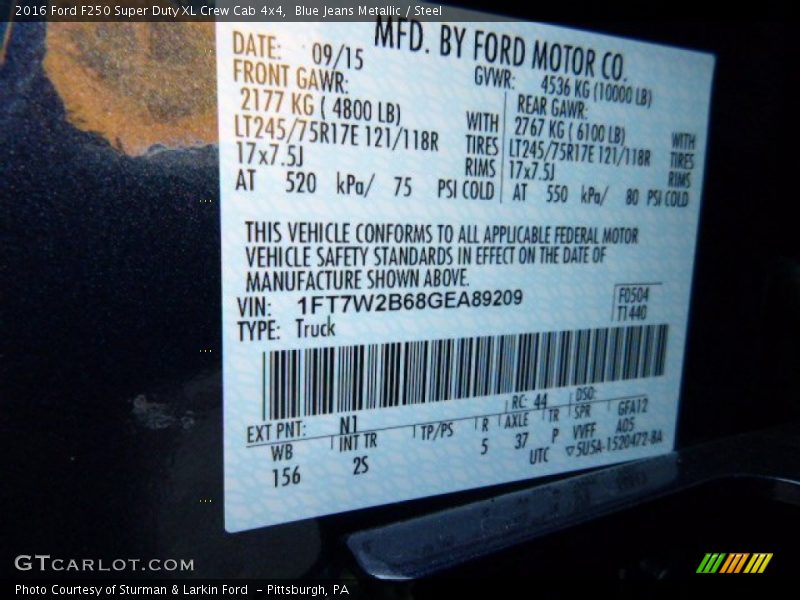 2016 Ford F250 Super Duty XL Crew Cab 4x4, Blue Jeans Metallic / Steel
MFD. BY FORD MOTOR CO.
DATE: 09/15 GVWR: 4536 KG (10000 LB)
FRONT GAWR: REAR GAWR:
2177 KG ( 4800 LB) WITH 2767 KG ( 6100 LB) WITH
LT245/75R17E 121/118R TIRES LT245/75R17E 121/118R TIRES
17x7.5J RIMS 17x7.5J RIMS
AT 520 kPa/ 75 PSI COLD AT 550 kPa/ 80 PSI COLD
THIS VEHICLE CONFORMS TO ALL APPLICABLE FEDERAL MOTOR
VEHICLE SAFETY STANDARDS IN EFFECT ON THE DATE OF
MANUFACTURE SHOWN ABOVE.
VIN: 1FT7W2B68GEA89209 F0504
TYPE: Truck T1440
EXT PNT: N1 RC: 44 DSO:
WB INT TR TP/PS R AXLE TR SPR GFA12
156 2S 5 37 P VVFF A05
UTC ▽SUSA-1520472-BA
GTCARLOT.COM
Photo Courtesy of Sturman & Larkin Ford - Pittsburgh, PA